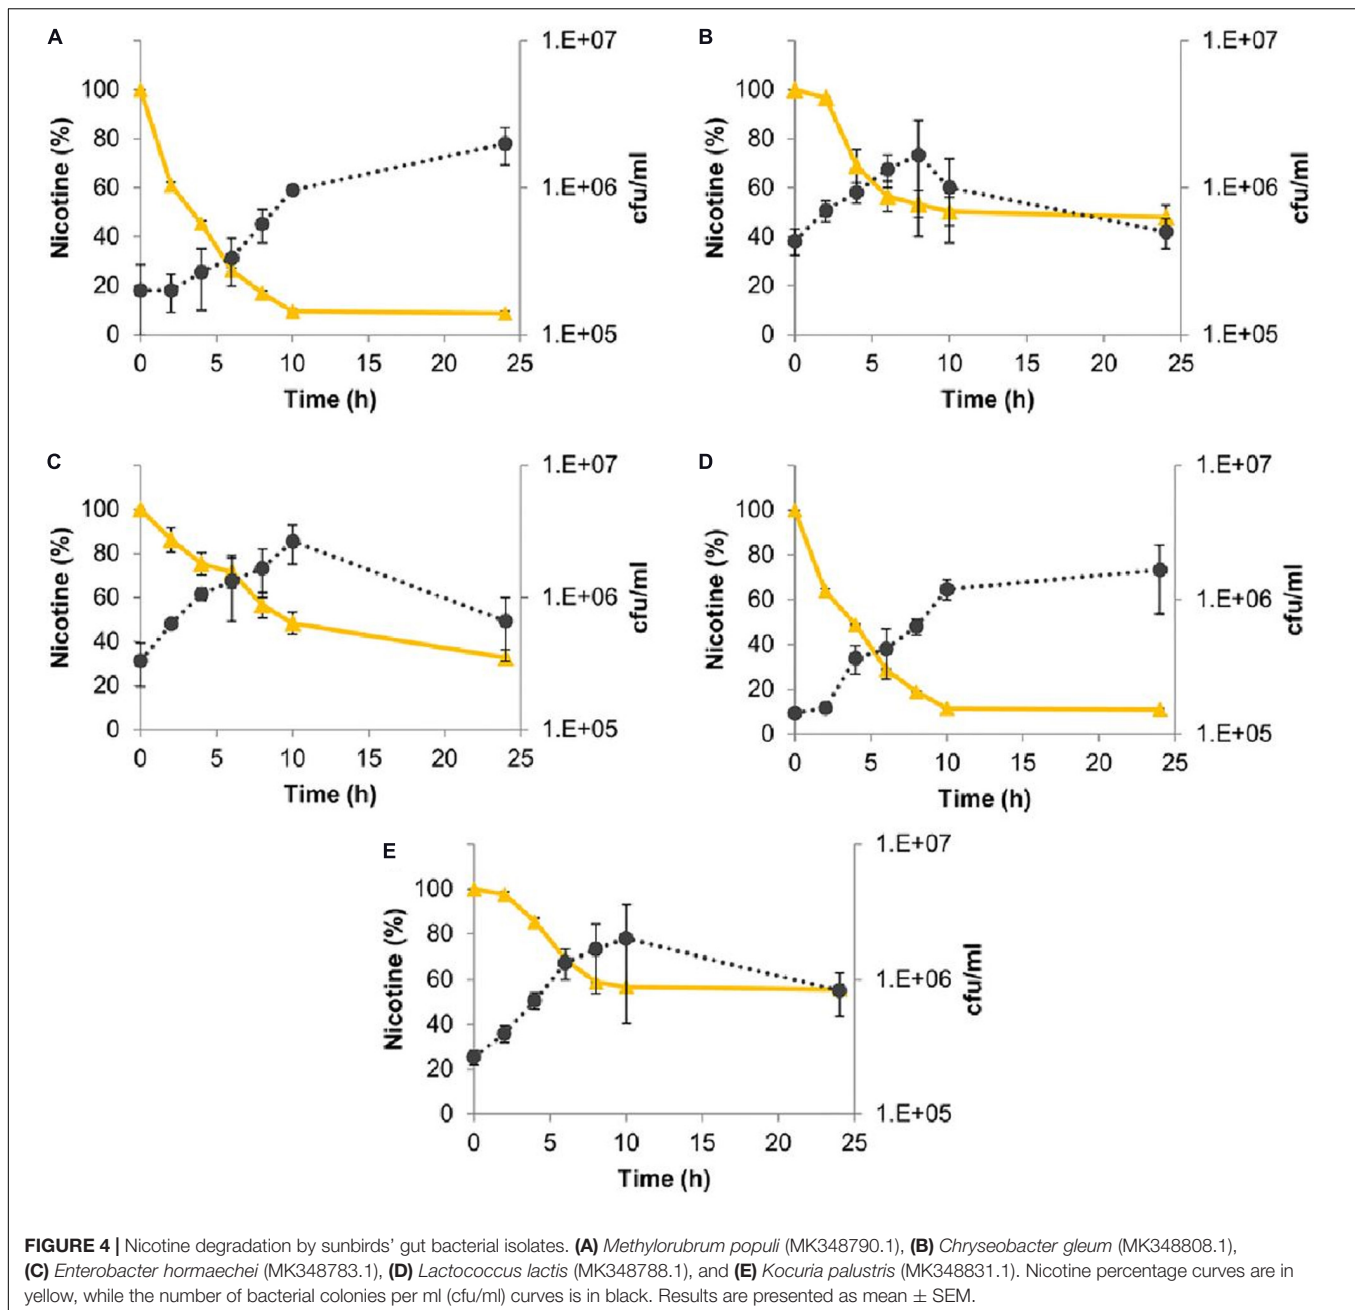 A
1.E+07
100
80
60
40
20
0
Nicotine (%)
1.E+06
cfu/ml
1.E+05
0 5 10 15 20 25
Time (h)
B
1.E+07
100
80
60
40
20
0
Nicotine (%)
1.E+06
cfu/ml
1.E+05
0 5 10 15 20 25
Time (h)
C
1.E+07
100
80
60
40
20
0
Nicotine (%)
1.E+06
cfu/ml
1.E+05
0 5 10 15 20 25
Time (h)
D
1.E+07
100
80
60
40
20
0
Nicotine (%)
1.E+06
cfu/ml
1.E+05
0 5 10 15 20 25
Time (h)
E
1.E+07
100
80
60
40
20
0
Nicotine (%)
1.E+06
cfu/ml
1.E+05
0 5 10 15 20 25
Time (h)
FIGURE 4 | Nicotine degradation by sunbirds’ gut bacterial isolates. (A) Methylorubrum populi (MK348790.1), (B) Chryseobacter gleum (MK348808.1),
(C) Enterobacter hormaechei (MK348783.1), (D) Lactococcus lactis (MK348788.1), and (E) Kocuria palustris (MK348831.1). Nicotine percentage curves are in
yellow, while the number of bacterial colonies per ml (cfu/ml) curves is in black. Results are presented as mean ± SEM.